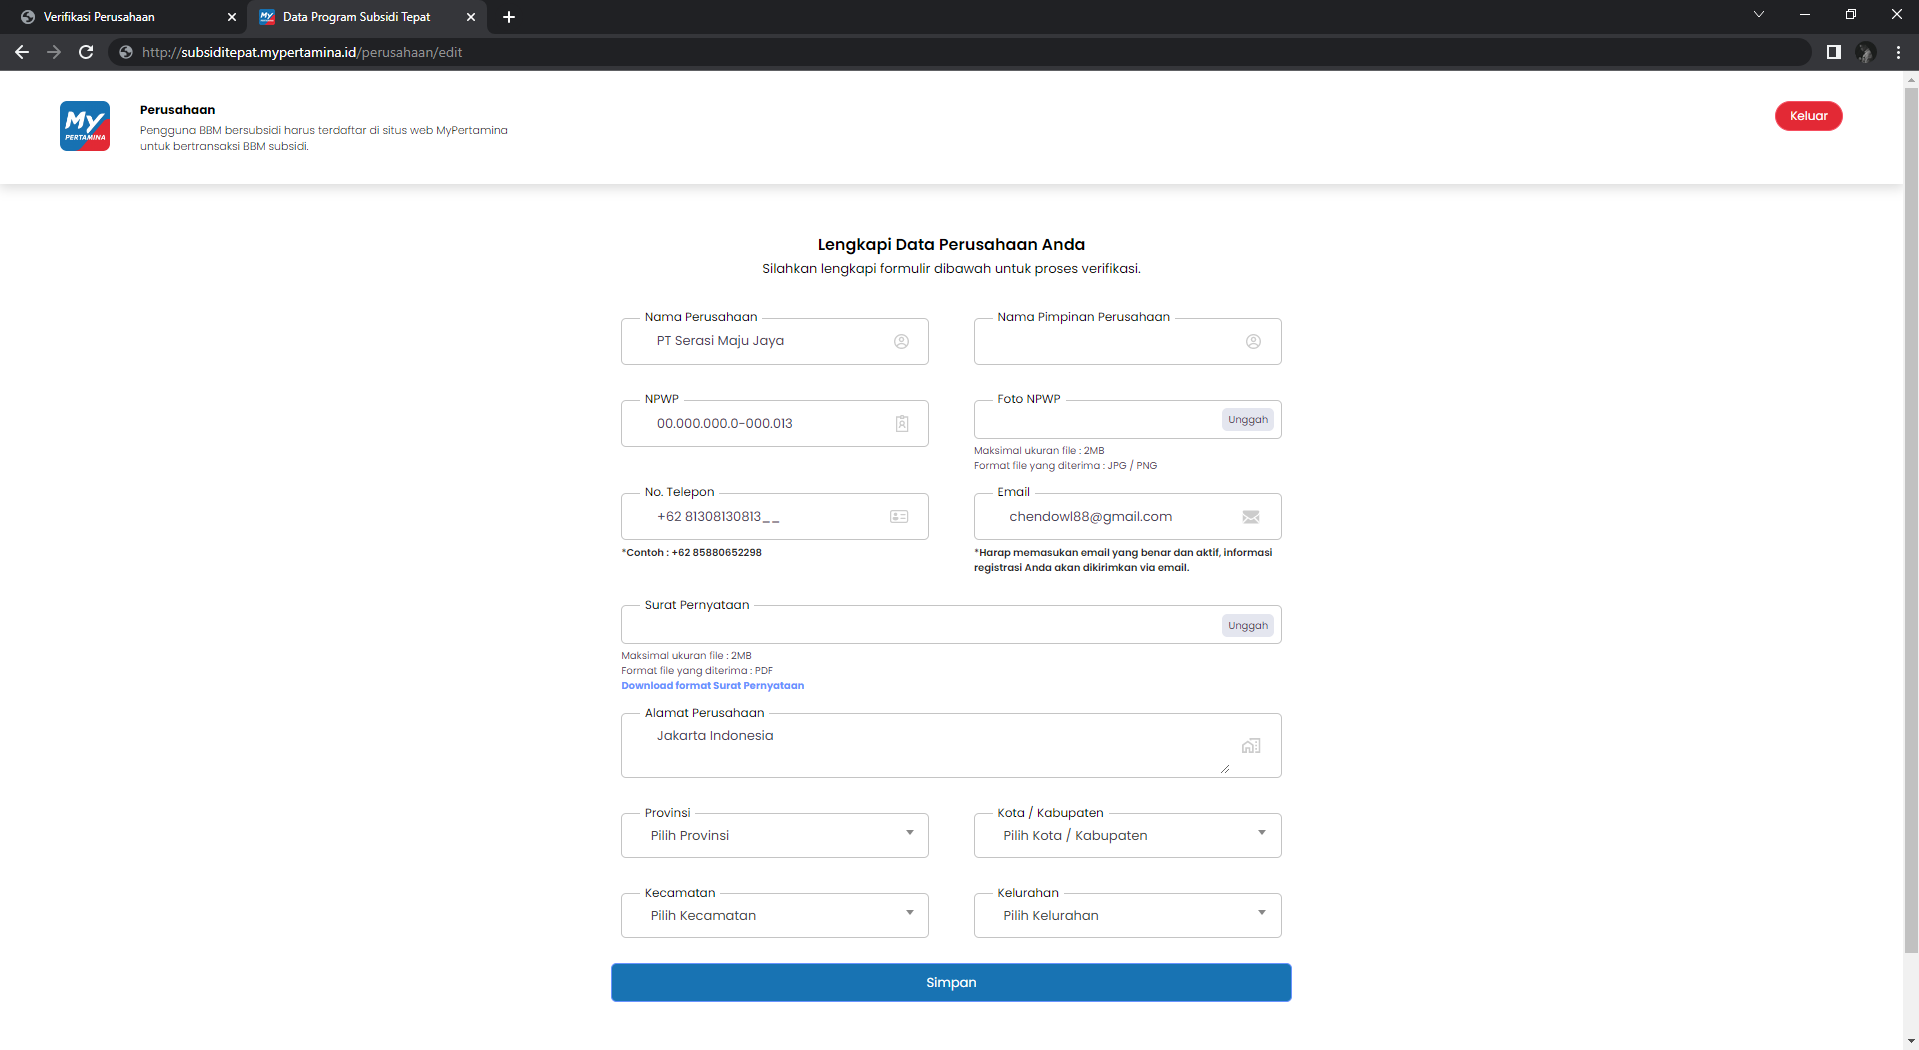 Verifikasi Perusahaan
Data Program Subsidi Tepat
http://subsiditepat.mypertamina.id/perusahaan/edit
My
PERTAMINA
Perusahaan
Pengguna BBM bersubsidi harus terdaftar di situs web MyPertamina
untuk bertransaksi BBM subsidi.
Keluar
Lengkapi Data Perusahaan Anda
Silahkan lengkapi formulir dibawah untuk proses verifikasi.
Nama Perusahaan
PT Serasi Maju Jaya
Nama Pimpinan Perusahaan
NPWP
00.000.000.0-000.013
Foto NPWP
Unggah
Maksimal ukuran file : 2MB
Format file yang diterima : JPG / PNG
No. Telepon
+62 81308130813__
*Contoh : +62 85880652298
Email
chendowl88@gmail.com
*Harap memasukan email yang benar dan aktif, informasi
registrasi Anda akan dikirimkan via email.
Surat Pernyataan
Unggah
Maksimal ukuran file : 2MB
Format file yang diterima : PDF
Download format Surat Pernyataan
Alamat Perusahaan
Jakarta Indonesia
Provinsi
Pilih Provinsi
Kota / Kabupaten
Pilih Kota / Kabupaten
Kecamatan
Pilih Kecamatan
Kelurahan
Pilih Kelurahan
Simpan